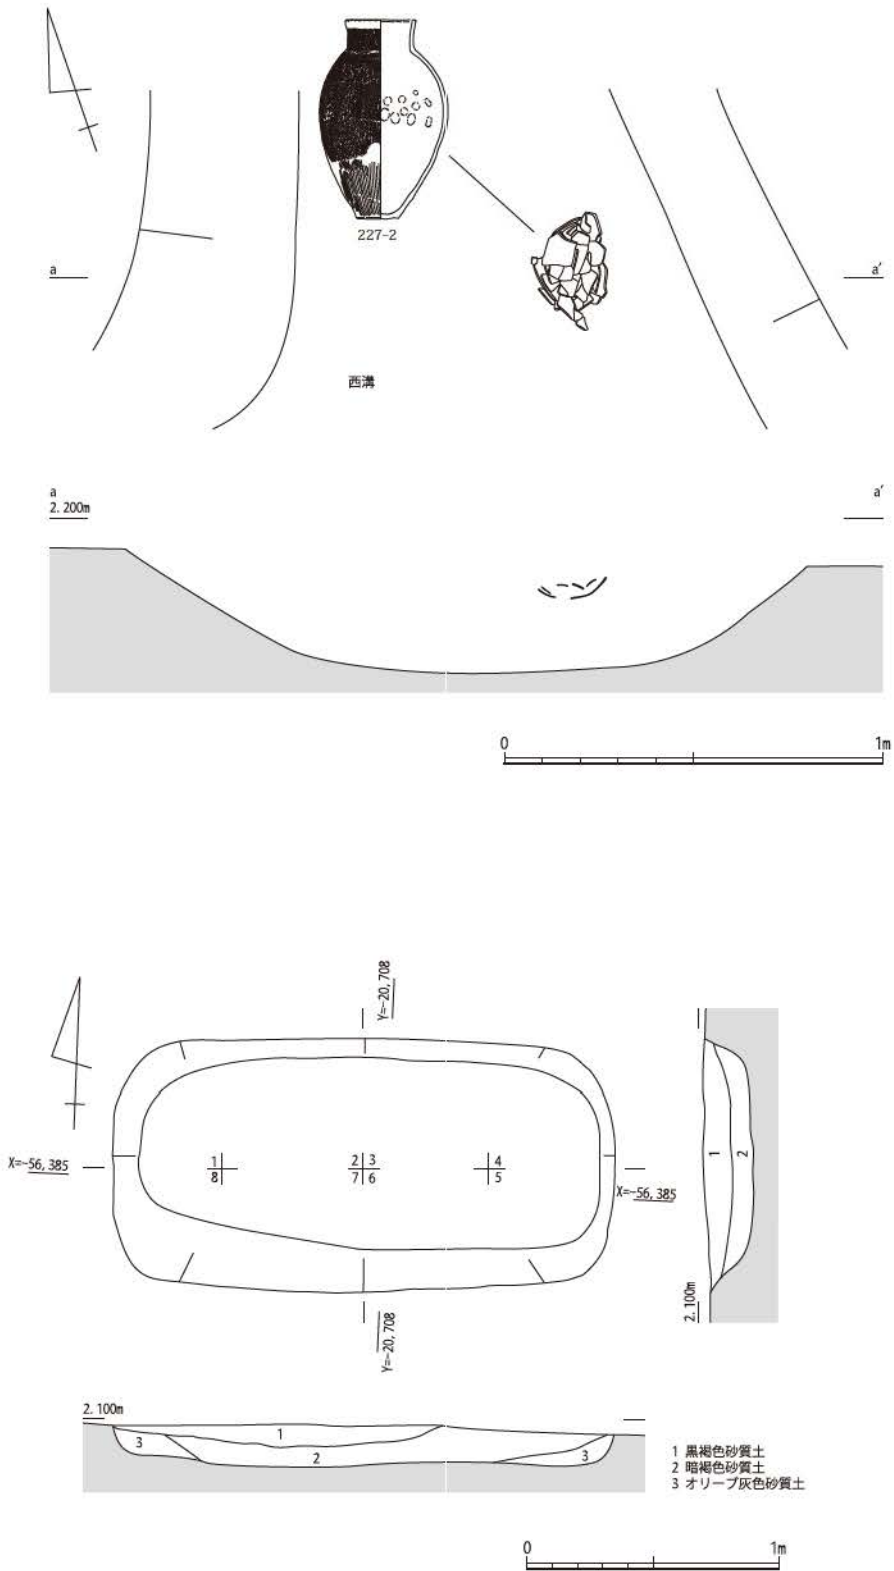 227-2
a
a′
西溝
a
2.200m
a′
0
1m
Y=-20,708
X=-56,385
1
8
2 3
7 6
4
5
X=-56,385
1
2
2.100m
Y=-20,708
2.100m
3
1
2
3
1 黒褐色砂質土
2 暗褐色砂質土
3 オリーブ灰色砂質土
0
1m